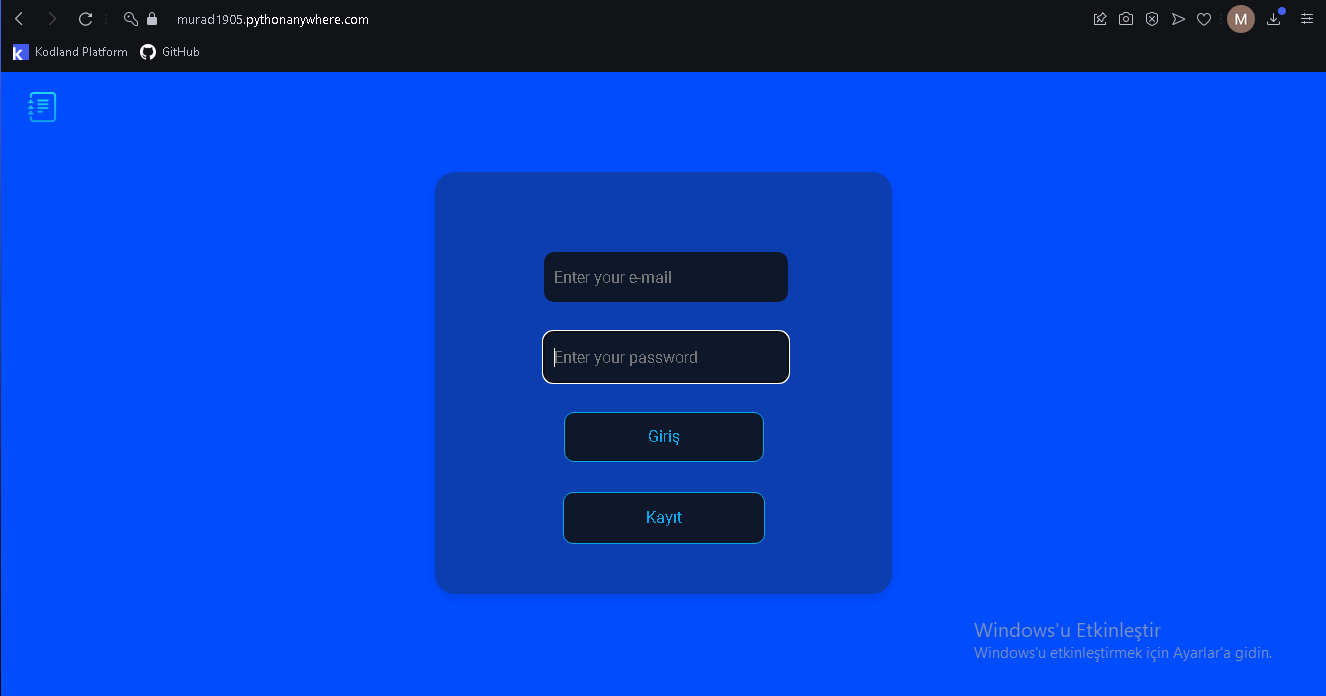 murad1905.pythonanywhere.com
M
k Kodland Platform GitHub
Enter your e-mail
Enter your password
Giriş
Kayıt
Windows'u Etkinleştir
Windows'u etkinleştirmek için Ayarlar'a gidin.